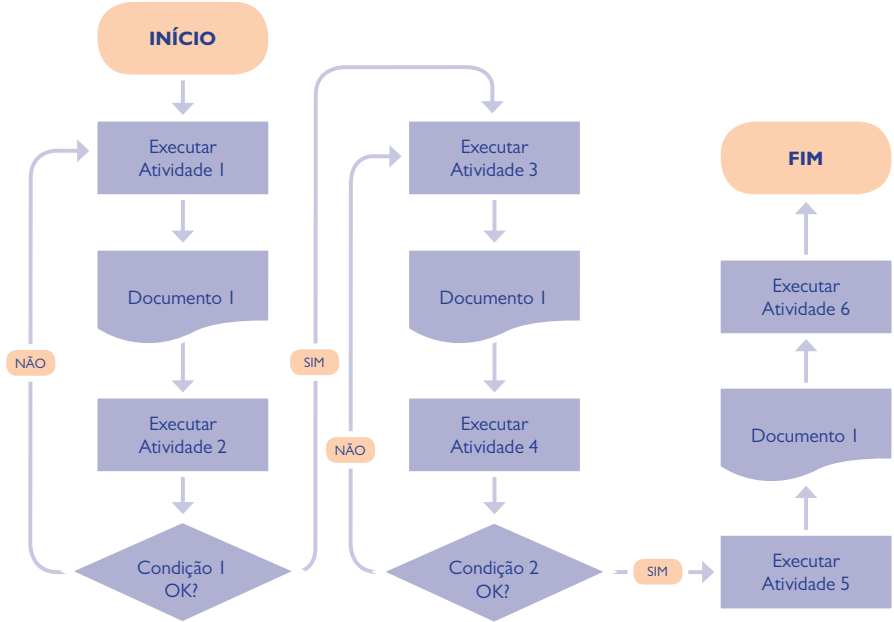 INÍCIO
Executar
Atividade 1
Documento 1
NÃO
Executar
Atividade 2
Condição 1
OK?
SIM
Executar
Atividade 3
Documento 1
NÃO
Executar
Atividade 4
Condição 2
OK?
SIM
Executar
Atividade 5
Documento 1
Executar
Atividade 6
FIM